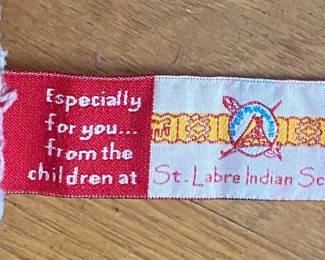 Especially
for you...
from the
children at
St. Labre Indian Sc